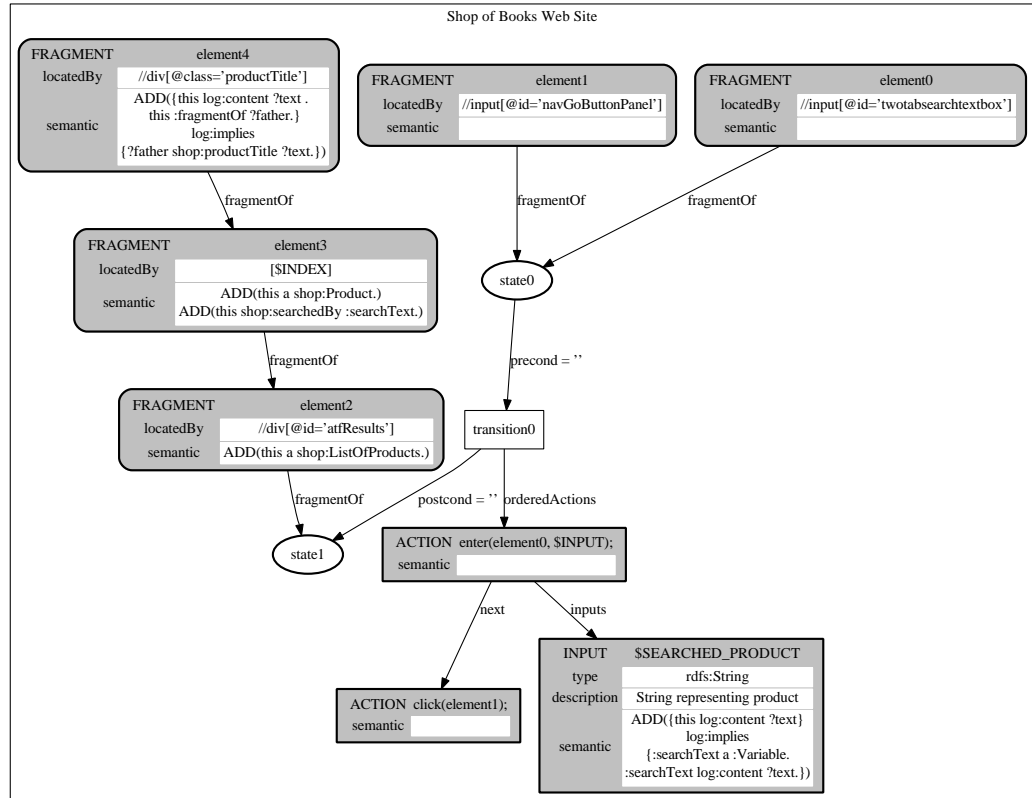 Shop of Books Web Site
FRAGMENT element4
locatedBy //div[@class=’productTitle’]
semantic ADD({this log:content ?text .
this :fragmentOf ?father.}
log:implies
{?father shop:productTitle ?text.})
FRAGMENT element1
locatedBy //input[@id=’navGoButtonPanel’]
semantic
FRAGMENT element0
locatedBy //input[@id=’twotabsearchtextbox’]
semantic
fragmentOf
fragmentOf
fragmentOf
FRAGMENT element3
locatedBy [$INDEX]
semantic ADD(this a shop:Product.)
ADD(this shop:searchedBy :searchText.)
state0
fragmentOf
precond = ’’
FRAGMENT element2
locatedBy //div[@id=’atfResults’]
semantic ADD(this a shop:ListOfProducts.)
transition0
fragmentOf
postcond = ’’
orderedActions
state1
ACTION enter(element0, $INPUT);
semantic
next
inputs
ACTION click(element1);
semantic
INPUT $SEARCHED_PRODUCT
type rdfs:String
description String representing product
semantic ADD({this log:content ?text}
log:implies
{:searchText a :Variable.
:searchText log:content ?text.})